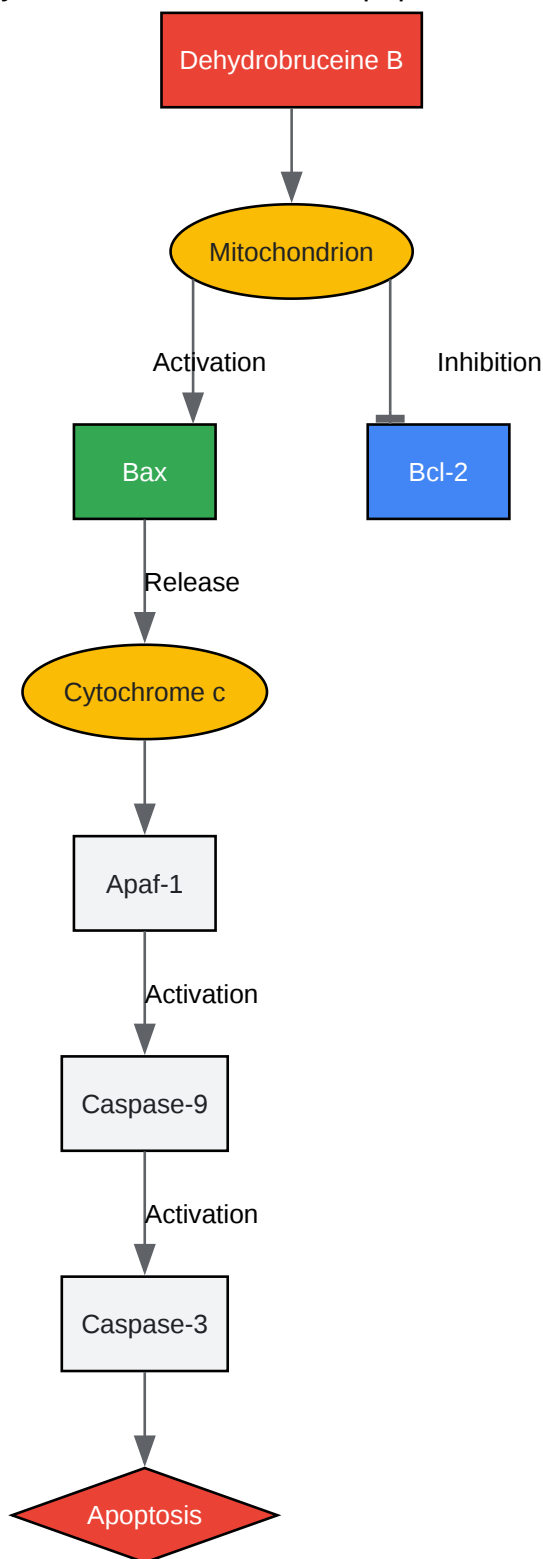 Dehydrobruceine B
Mitochondrion
Activation
Inhibition
Bax
Bcl-2
Release
Cytochrome c
Apaf-1
Activation
Caspase-9
Activation
Caspase-3
Apoptosis